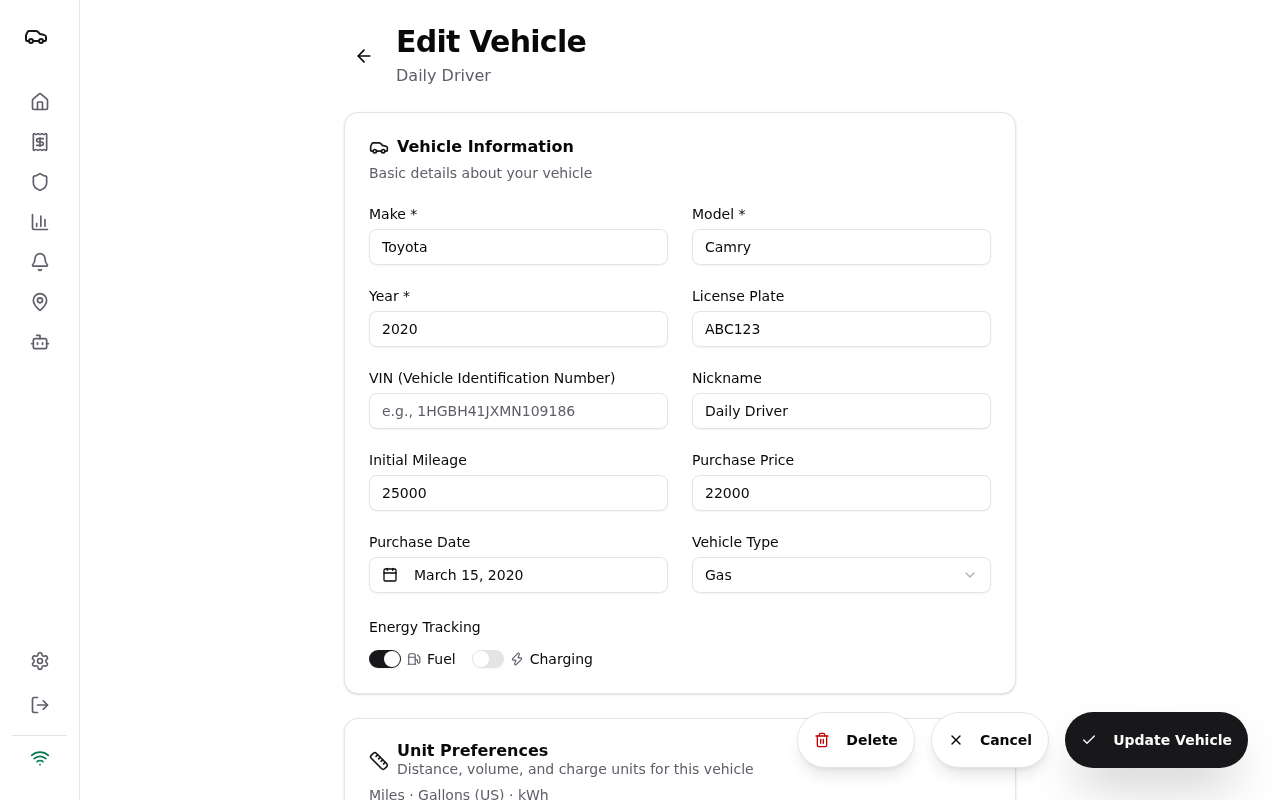 Edit Vehicle
Daily Driver
Vehicle Information
Basic details about your vehicle
Make *
Model *
Toyota
Camry
Year *
License Plate
2020
ABC123
VIN (Vehicle Identification Number)
Nickname
e.g., 1HGBH41JXMN109186
Daily Driver
Initial Mileage
Purchase Price
25000
22000
Purchase Date
Vehicle Type
March 15, 2020
Gas
Energy Tracking
Fuel
Charging
Delete
Cancel
Update Vehicle
Unit Preferences
Distance, volume, and charge units for this vehicle
Miles · Gallons (US) · kWh